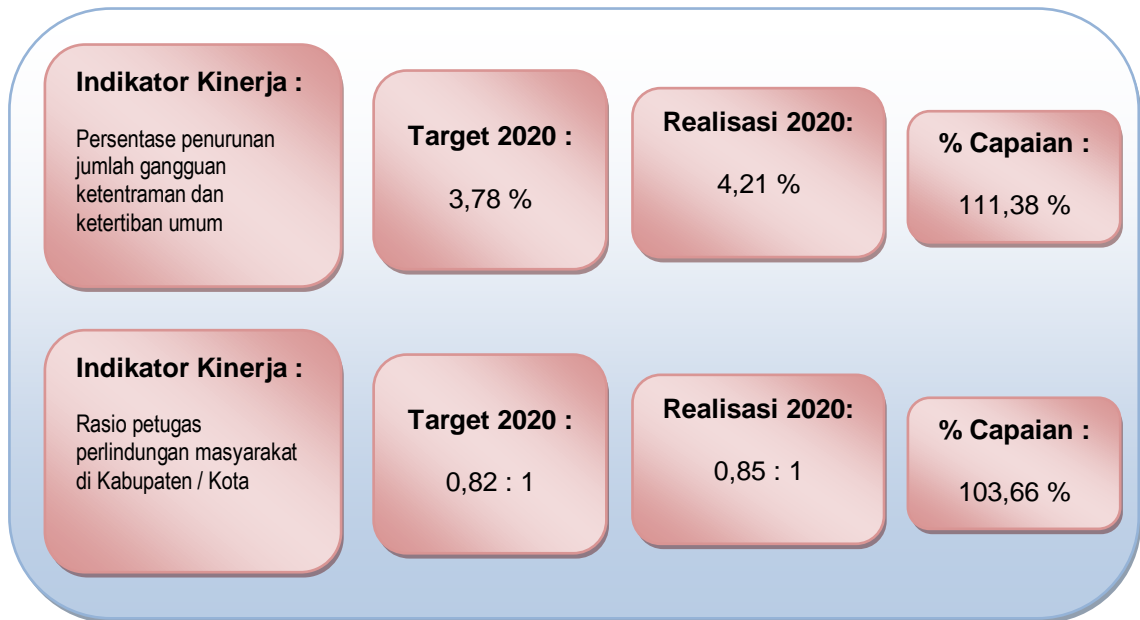 Indikator Kinerja :
Persentase penurunan
jumlah gangguan
ketentraman dan
ketertiban umum
Target 2020 :
3,78 %
Realisasi 2020:
4,21 %
% Capaian :
111,38 %
Indikator Kinerja :
Rasio petugas
perlindungan masyarakat
di Kabupaten / Kota
Target 2020 :
0,82 : 1
Realisasi 2020:
0,85 : 1
% Capaian :
103,66 %